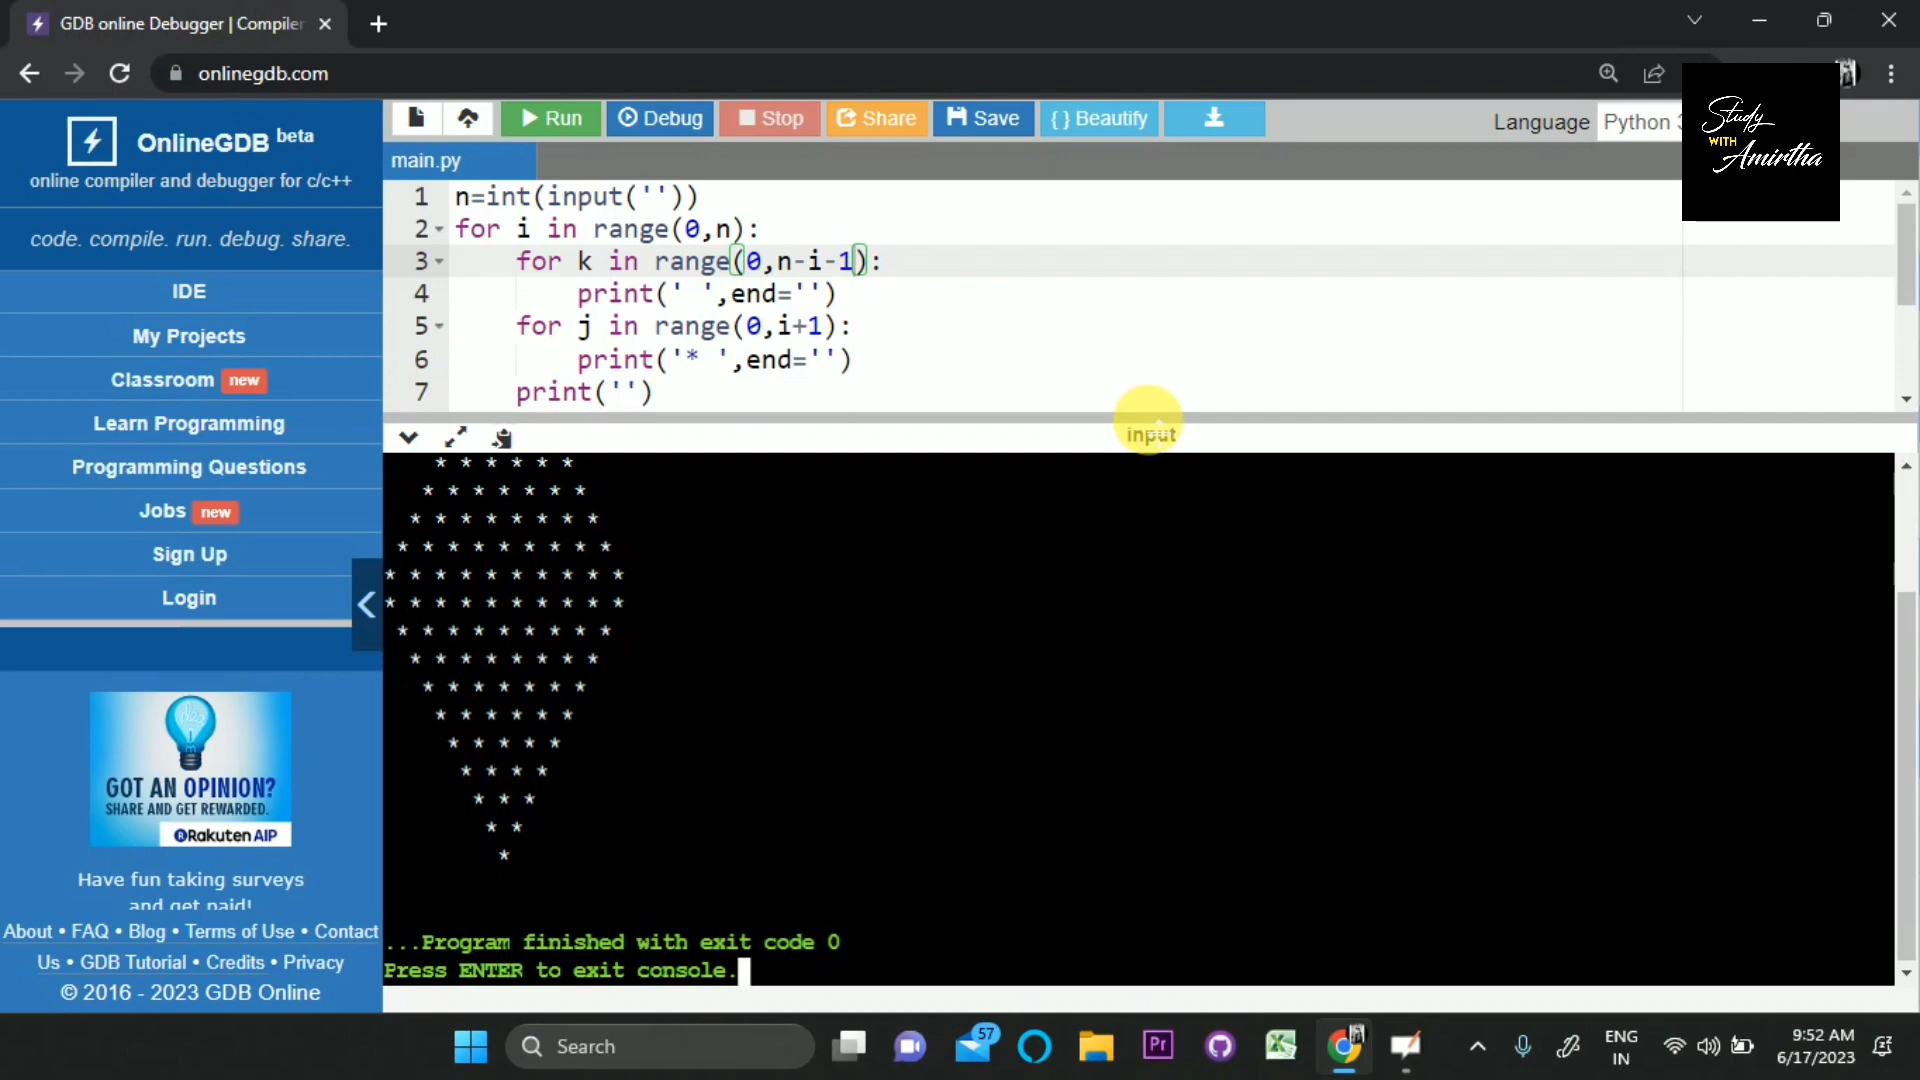 GDB online Debugger | Compiler
onlinegdb.com
OnlineGDB beta
online compiler and debugger for c/c++
code. compile. run. debug. share.
IDE
My Projects
Classroom new
Learn Programming
Programming Questions
Jobs new
Sign Up
Login
GOT AN OPINION?
SHARE AND GET REWARDED.
Rakuten AIP
Have fun taking surveys
and get paid!
About • FAQ • Blog • Terms of Use • Contact
Us • GDB Tutorial • Credits • Privacy
© 2016 - 2023 GDB Online
Run Debug Stop Share Save { } Beautify
Language Python 3
Study
WITH
Amirtha
main.py
1 n=int(input(''))
2 for i in range(0,n):
3 for k in range(0,n-i-1):
4 print(' ',end='')
5 for j in range(0,i+1):
6 print('* ',end='')
7 print('')
input
* * * * * *
* * * * * * *
* * * * * * * *
* * * * * * * * *
* * * * * * * * * *
* * * * * * * * * *
* * * * * * * * *
* * * * * * * *
* * * * * * *
* * * * * *
* * * * *
* * * *
* * *
* *
*
...Program finished with exit code 0
Press ENTER to exit console.
Search
57
Pr
ENG
IN
9:52 AM
6/17/2023